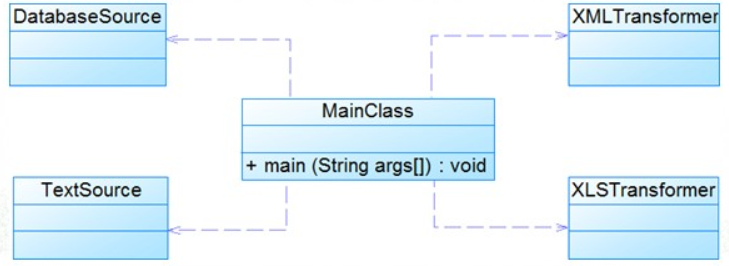 DatabaseSource
XMLTransformer
MainClass
+ main (String args[]) : void
TextSource
XLSTransformer